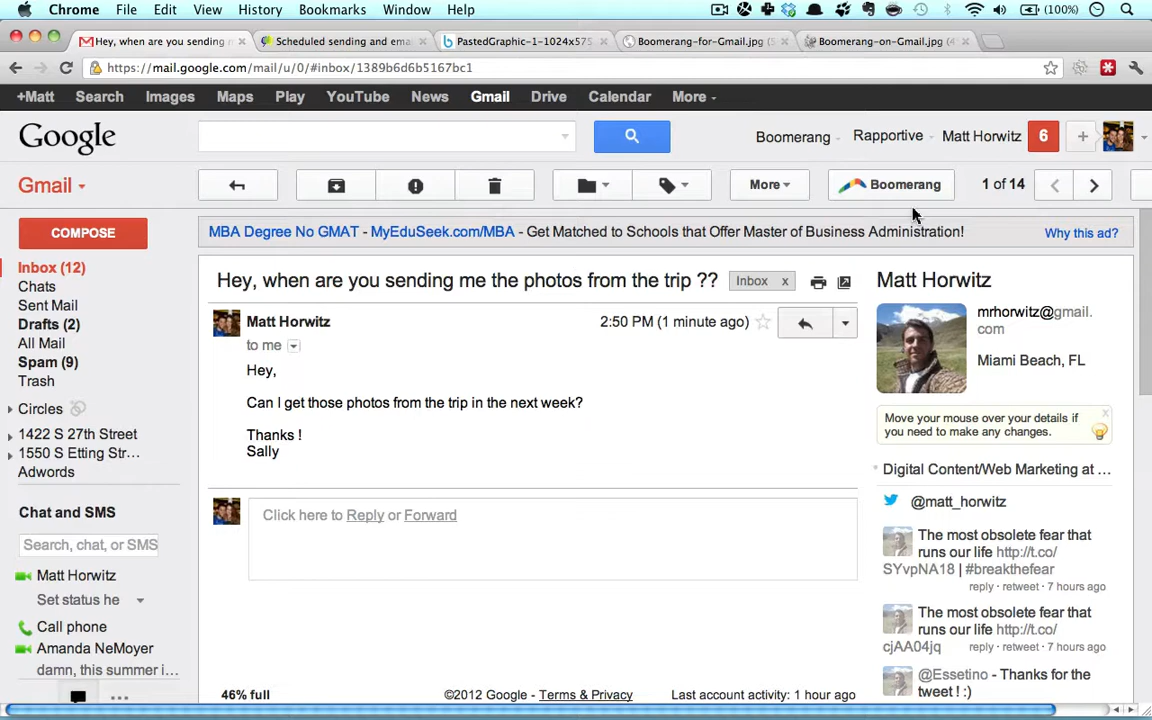 Chrome File Edit View History Bookmarks Window Help (100%)
Hey, when are you sending m × Scheduled sending and emai × PastedGraphic-1-1024x575 × Boomerang-for-Gmail.jpg (5 × Boomerang-on-Gmail.jpg (4 ×
https://mail.google.com/mail/u/0/#inbox/1389b6d6b5167bc1
+Matt Search Images Maps Play YouTube News Gmail Drive Calendar More
Google Boomerang Rapportive Matt Horwitz 6 +
Gmail More Boomerang 1 of 14
COMPOSE
MBA Degree No GMAT - MyEduSeek.com/MBA - Get Matched to Schools that Offer Master of Business Administration! Why this ad?
Inbox (12)
Chats
Sent Mail
Drafts (2)
All Mail
Spam (9)
Trash
Circles
1422 S 27th Street
1550 S Etting Str...
Adwords
Chat and SMS
Search, chat, or SMS
Matt Horwitz
Set status he
Call phone
Amanda NeMoyer
damn, this summer i...
Hey, when are you sending me the photos from the trip ?? Inbox x
Matt Horwitz 2:50 PM (1 minute ago)
to me
Hey,
Can I get those photos from the trip in the next week?
Thanks !
Sally
Click here to Reply or Forward
46% full ©2012 Google - Terms & Privacy Last account activity: 1 hour ago
Matt Horwitz
mrhorwitz@gmail.
com
Miami Beach, FL
Move your mouse over your details if x
you need to make any changes.
Digital Content/Web Marketing at ...
@matt_horwitz
The most obsolete fear that
runs our life http://t.co/
SYvpNA18 | #breakthefear
reply · retweet · 7 hours ago
The most obsolete fear that
runs our life http://t.co/
cjAA04jq reply · retweet · 7 hours ago
@Essetino - Thanks for the
tweet ! :)